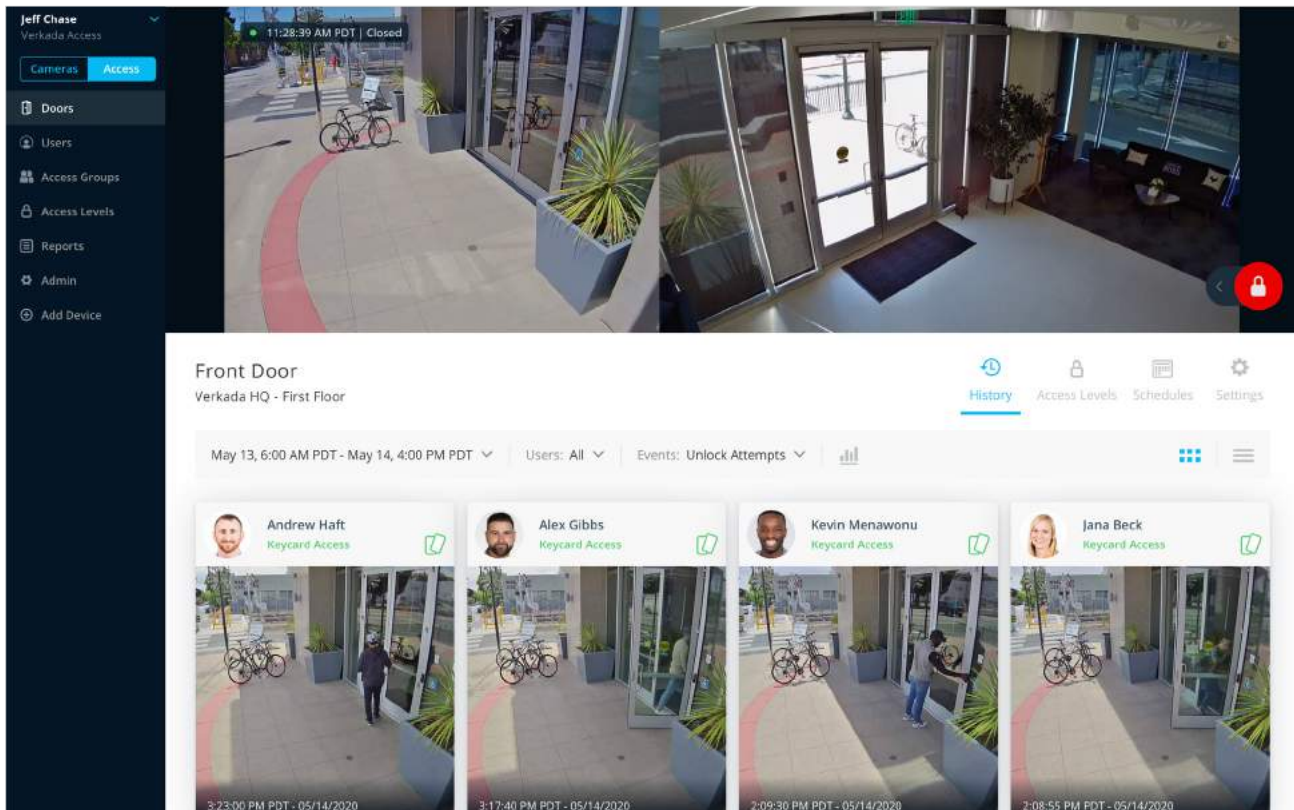 Jeff Chase
Verkada Access
Cameras Access
Doors
Users
Access Groups
Access Levels
Reports
Admin
Add Device
11:28:39 AM PDT | Closed
Front Door
Verkada HQ - First Floor
History Access Levels Schedules Settings
May 13, 6:00 AM PDT - May 14, 4:00 PM PDT Users: All Events: Unlock Attempts
Andrew Haft
Keycard Access
3:23:00 PM PDT - 05/14/2020
Alex Gibbs
Keycard Access
3:17:40 PM PDT - 05/14/2020
Kevin Menawonu
Keycard Access
2:09:30 PM PDT - 05/14/2020
Jana Beck
Keycard Access
2:08:55 PM PDT - 05/14/2020